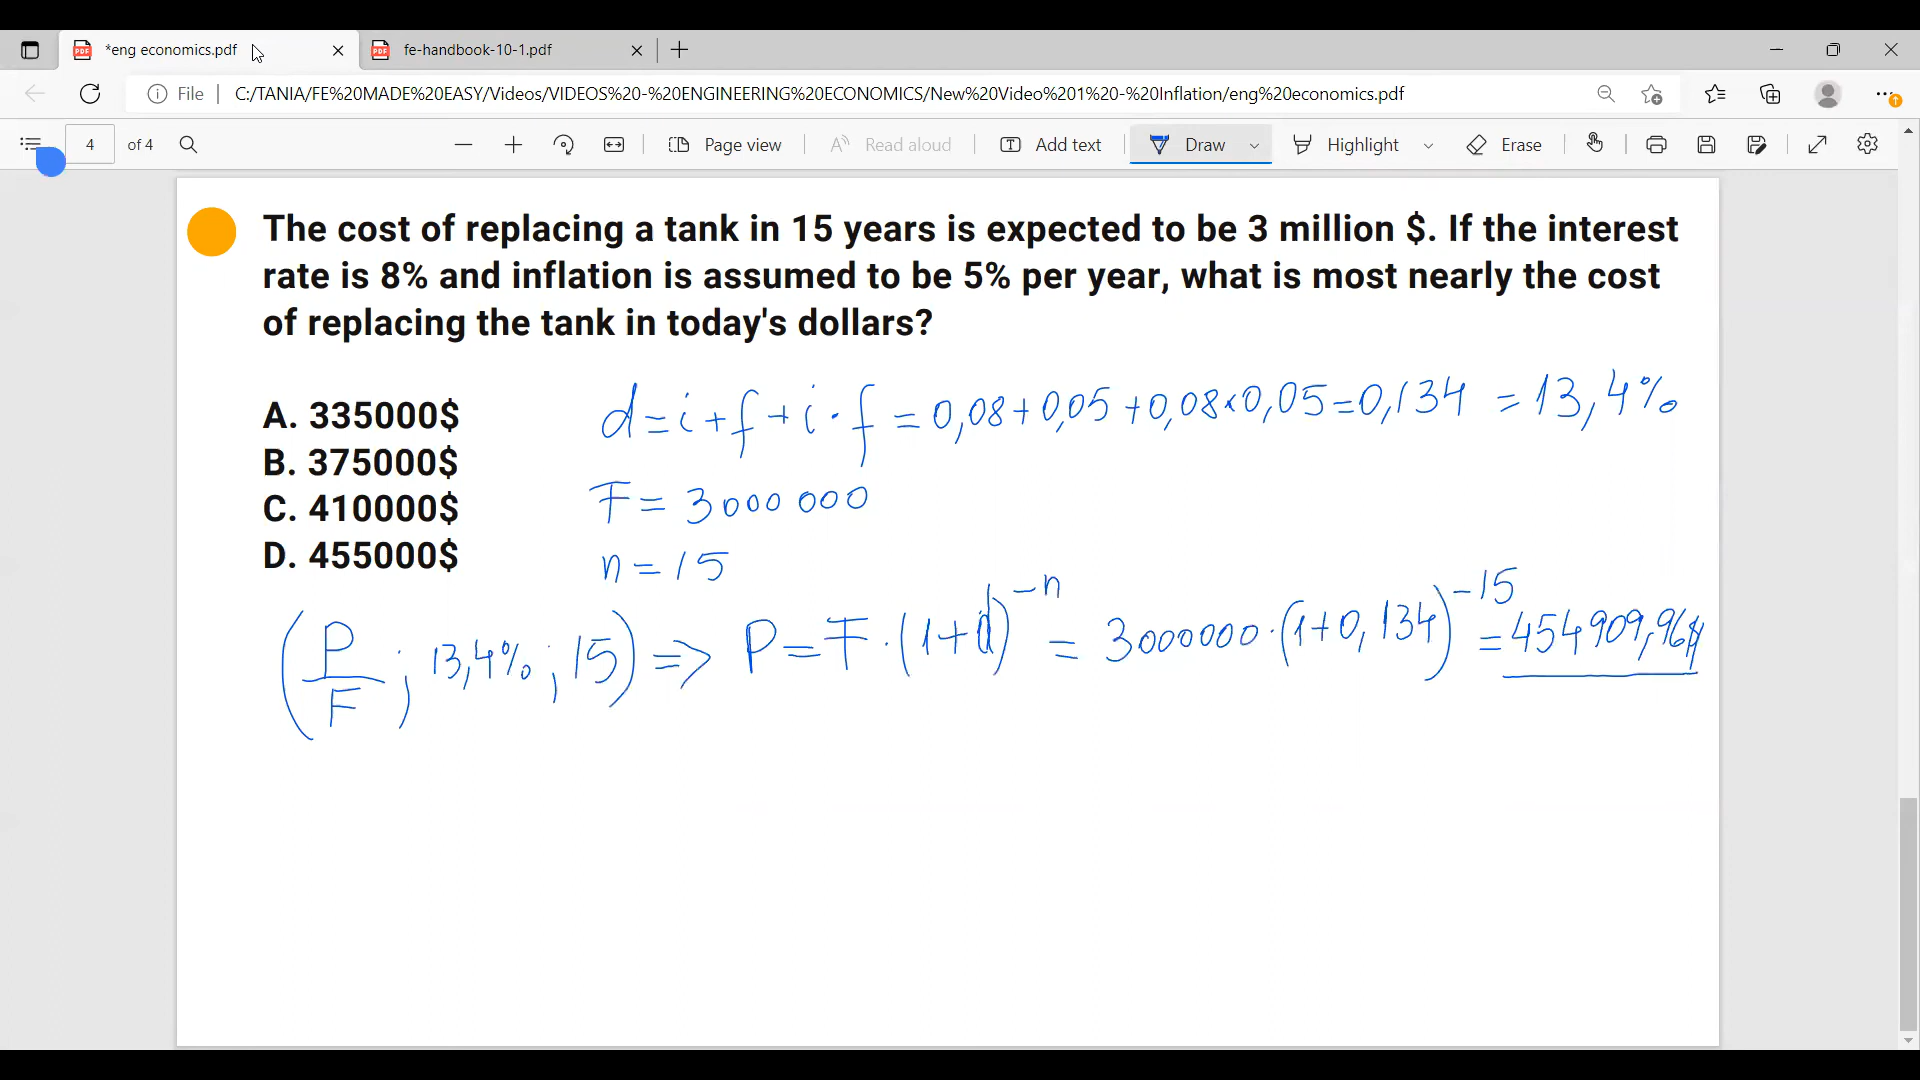 *eng economics.pdf
fe-handbook-10-1.pdf
File
C:/TANIA/FE%20MADE%20EASY/Videos/VIDEOS%20-%20ENGINEERING%20ECONOMICS/New%20Video%201%20-%20Inflation/eng%20economics.pdf
4 of 4
Page view
Read aloud
Add text
Draw
Highlight
Erase
The cost of replacing a tank in 15 years is expected to be 3 million $. If the interest
rate is 8% and inflation is assumed to be 5% per year, what is most nearly the cost
of replacing the tank in today's dollars?
A. 335000$
B. 375000$
C. 410000$
D. 455000$
d = i + f + i · f = 0,08 + 0,05 + 0,08 x 0,05 = 0,134 = 13,4%
F = 3000 000
n = 15
(P/F ; 13,4% ; 15) => P = F · (1+d)^-n = 3000000 · (1+0,134)^-15 = 454 909,96$